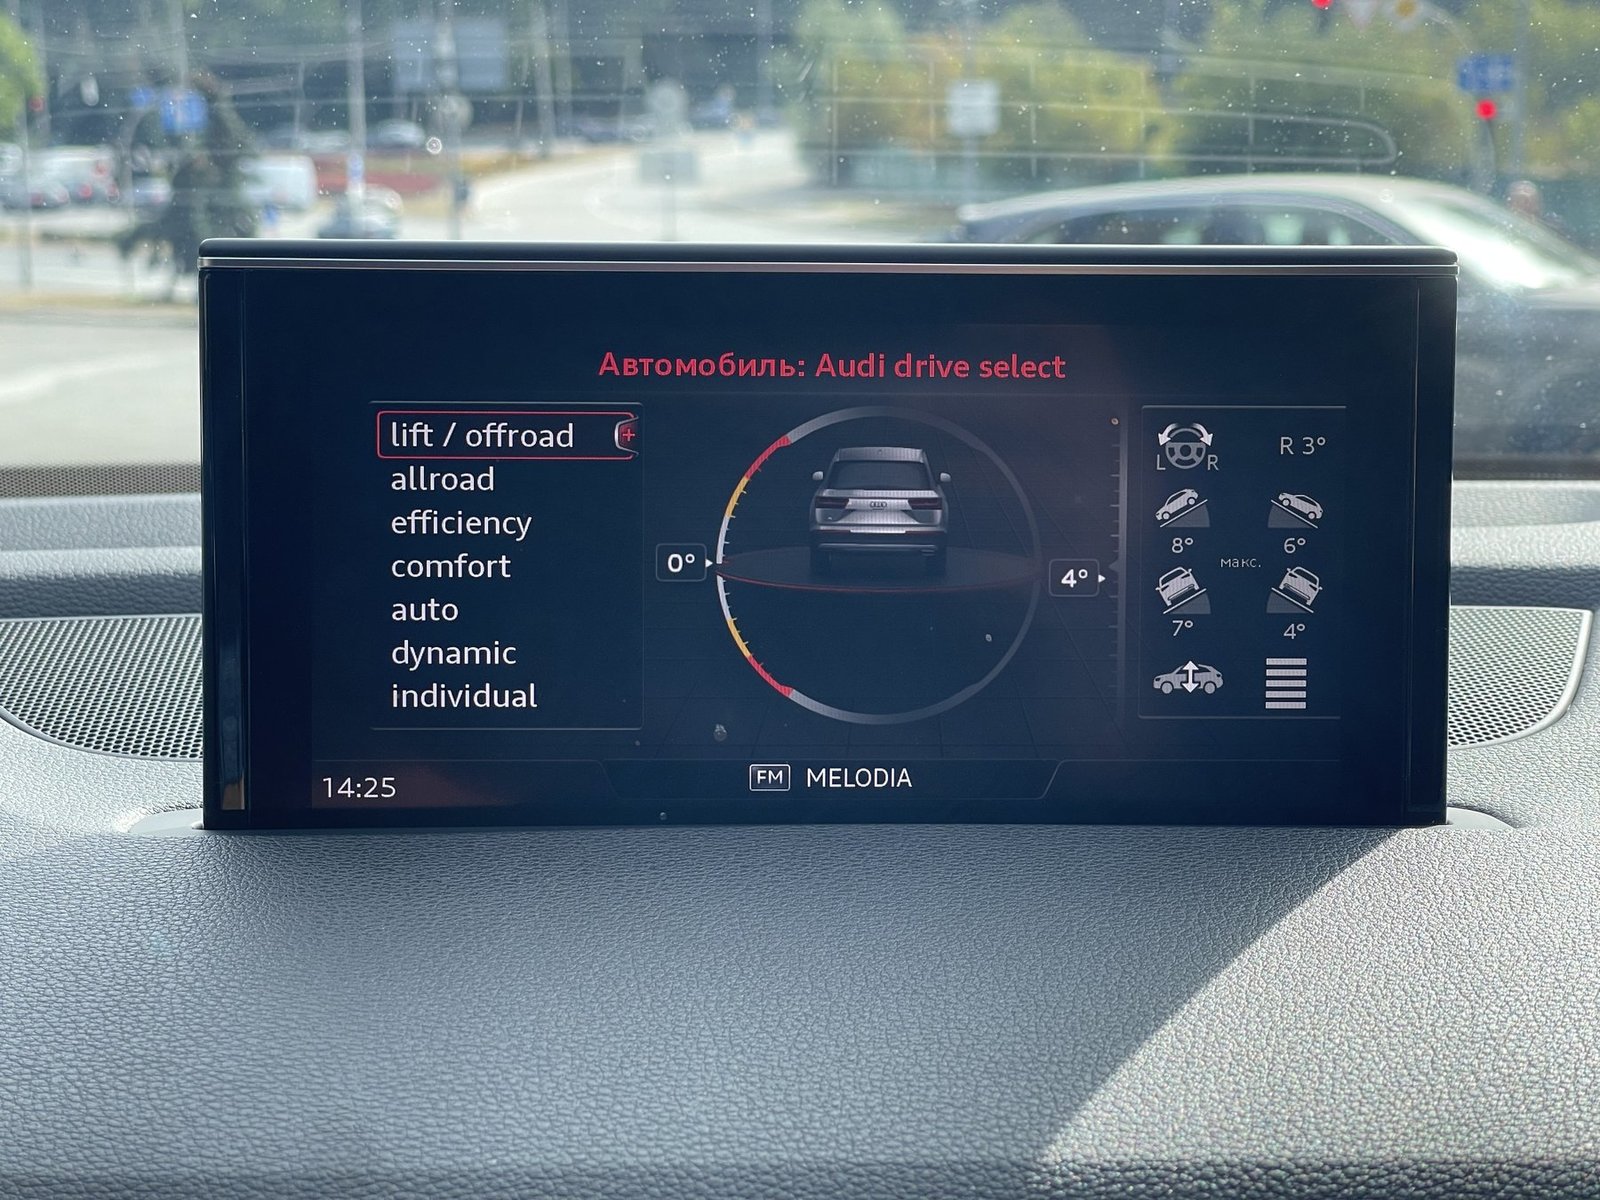 Автомобиль: Audi drive select
lift / offroad
allroad
efficiency
comfort
auto
dynamic
individual
0°
4°
L R
R 3°
8°
6°
макс.
7°
4°
14:25
FM MELODIA